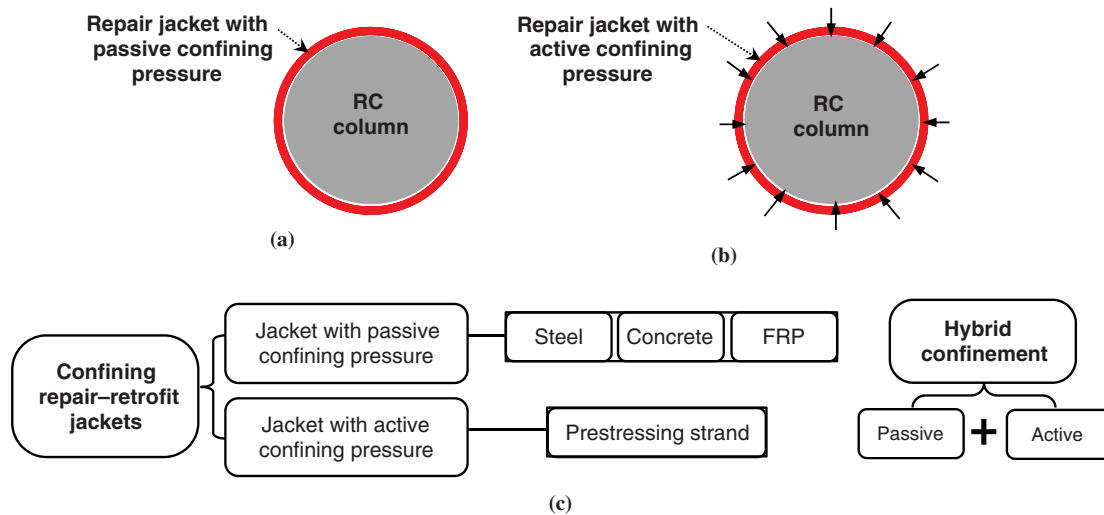 Repair jacket with
passive confining
pressure
RC
column
(a)
Repair jacket with
active confining
pressure
RC
column
(b)
Confining
repair–retrofit
jackets
Jacket with passive
confining pressure
Steel
Concrete
FRP
Jacket with active
confining pressure
Prestressing strand
Hybrid
confinement
Passive
+
Active
(c)